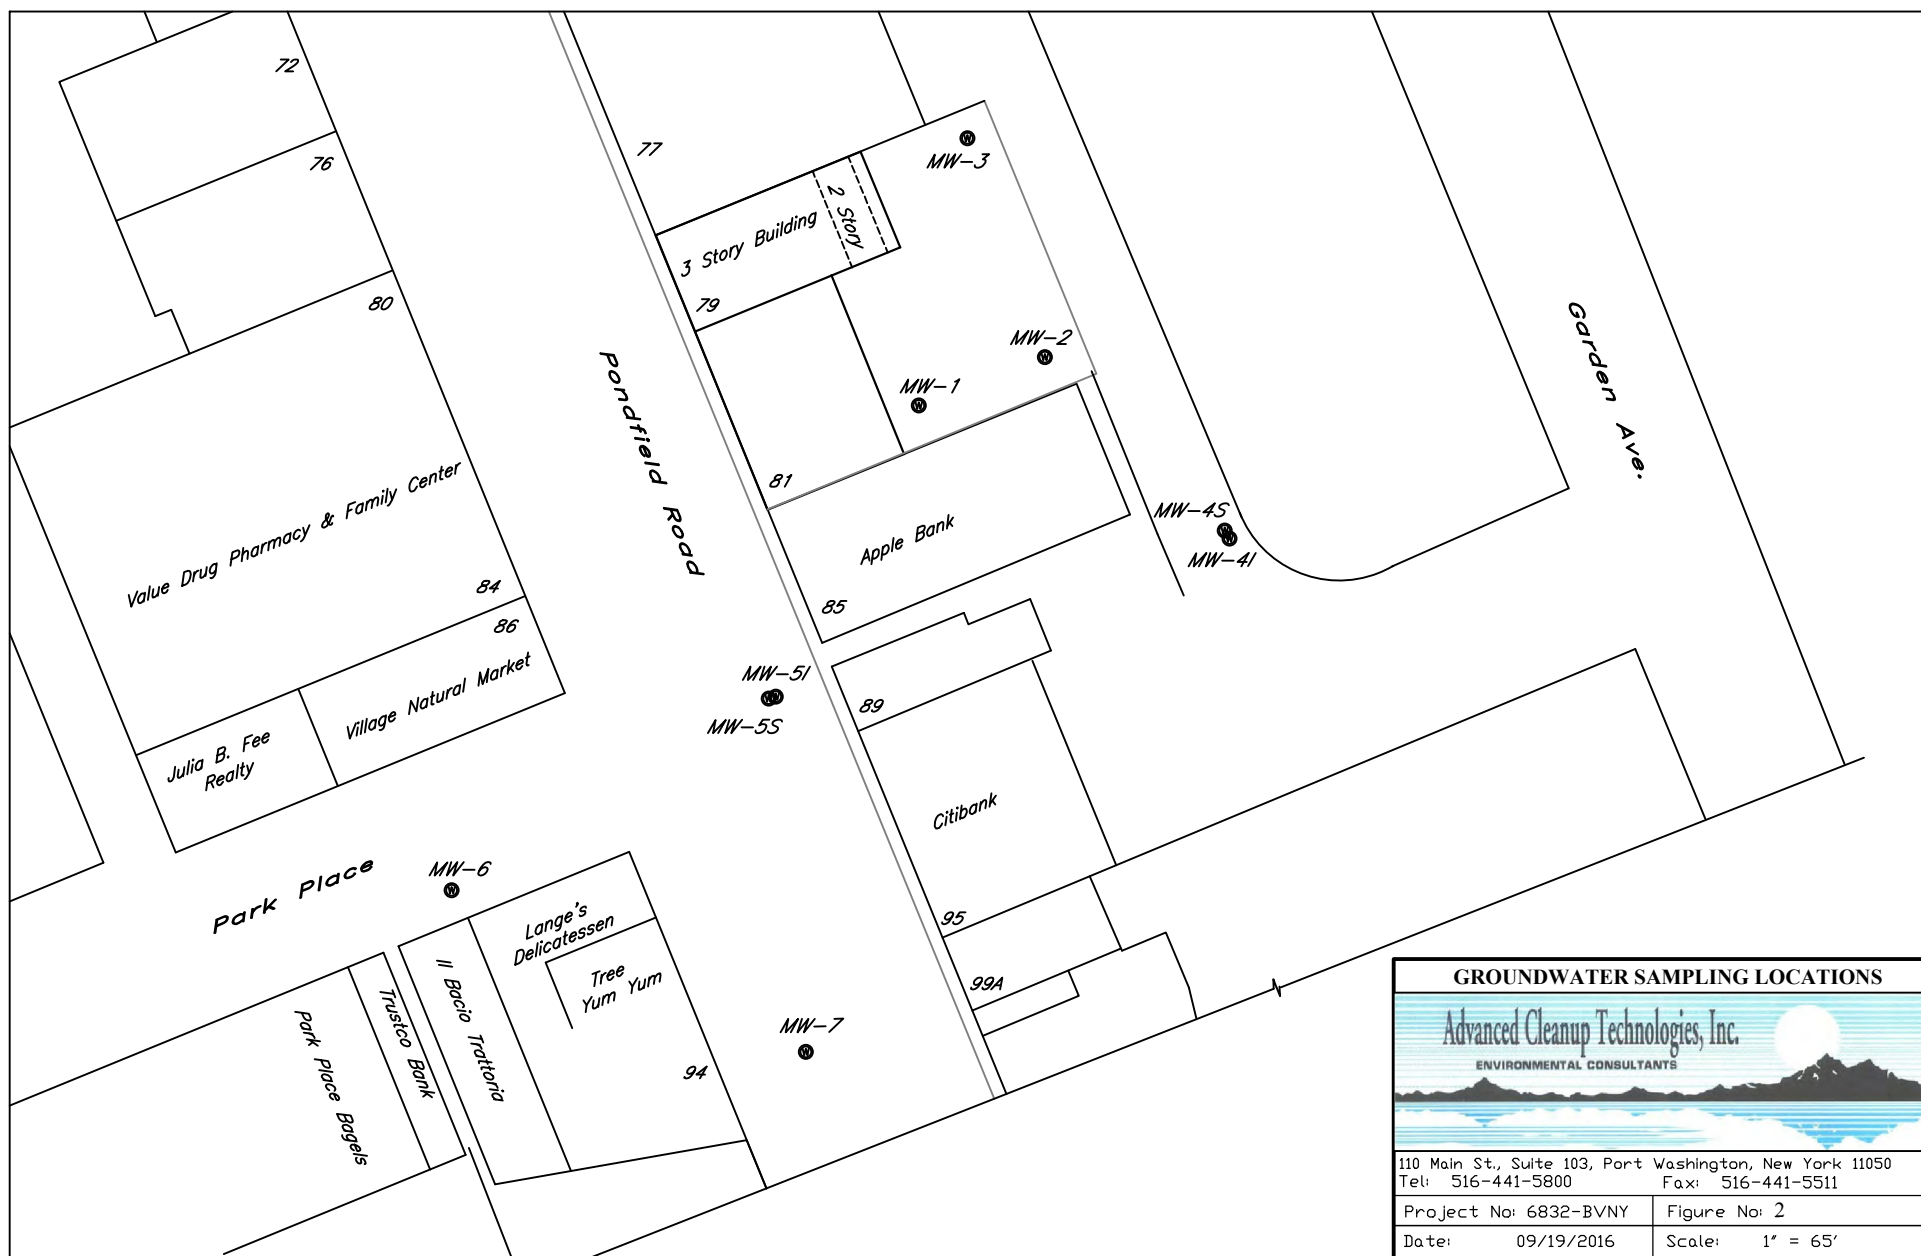 72
76
77
MW-3
2 Story
3 Story Building
79
80
MW-2
MW-1
Pondfield Road
Garden Ave.
81
Value Drug Pharmacy & Family Center
Apple Bank
MW-4S
MW-4I
84
85
86
MW-5I
MW-5S
Village Natural Market
Julia B. Fee
Realty
89
Citibank
Park Place
MW-6
Lange's
Delicatessen
Tree
Yum Yum
Il Bacio Trattoria
Trustco Bank
Park Place Bagels
94
MW-7
95
99A
W
W
W
W
W
W
W
W
W
GROUNDWATER SAMPLING LOCATIONS
Advanced Cleanup Technologies, Inc.
ENVIRONMENTAL CONSULTANTS
110 Main St., Suite 103, Port Washington, New York 11050
Tel: 516-441-5800 Fax: 516-441-5511
Project No: 6832-BVNY Figure No: 2
Date: 09/19/2016 Scale: 1" = 65'